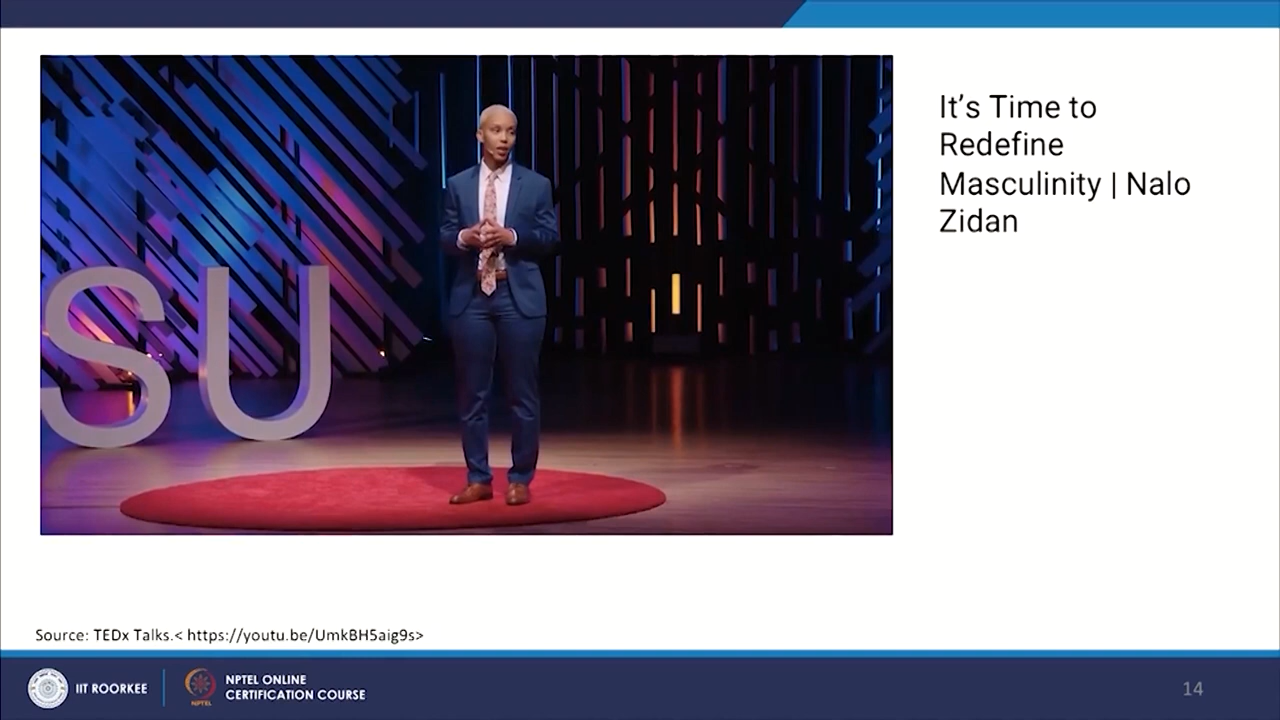 It's Time to
Redefine
Masculinity | Nalo
Zidan
SU
Source: TEDx Talks.< https://youtu.be/UmkBH5aig9s>
IIT ROORKEE
NPTEL ONLINE
CERTIFICATION COURSE
NPTEL
14